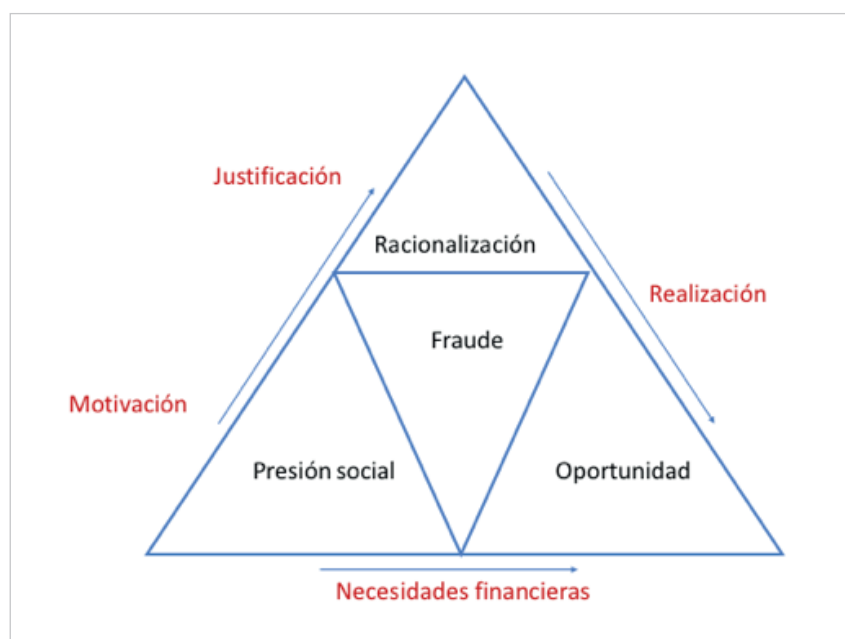 Justificación
Racionalización
Realización
Fraude
Motivación
Presión social
Oportunidad
Necesidades financieras